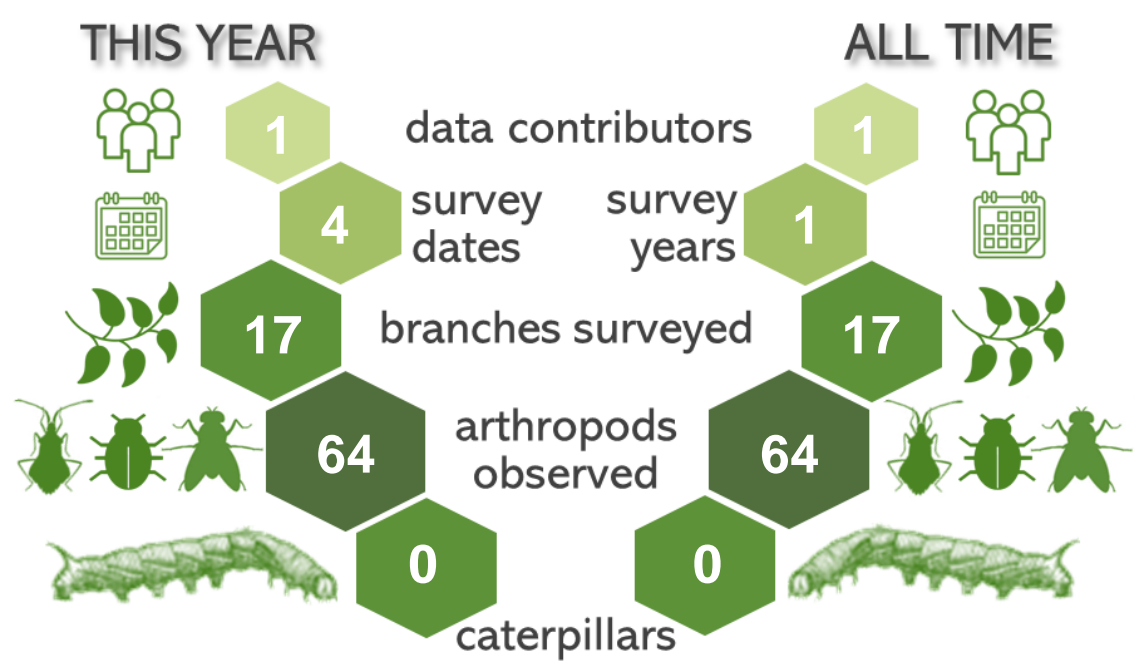 THIS YEAR ALL TIME
1 data contributors 1
4 survey dates survey years 1
17 branches surveyed 17
64 arthropods observed 64
0 caterpillars 0